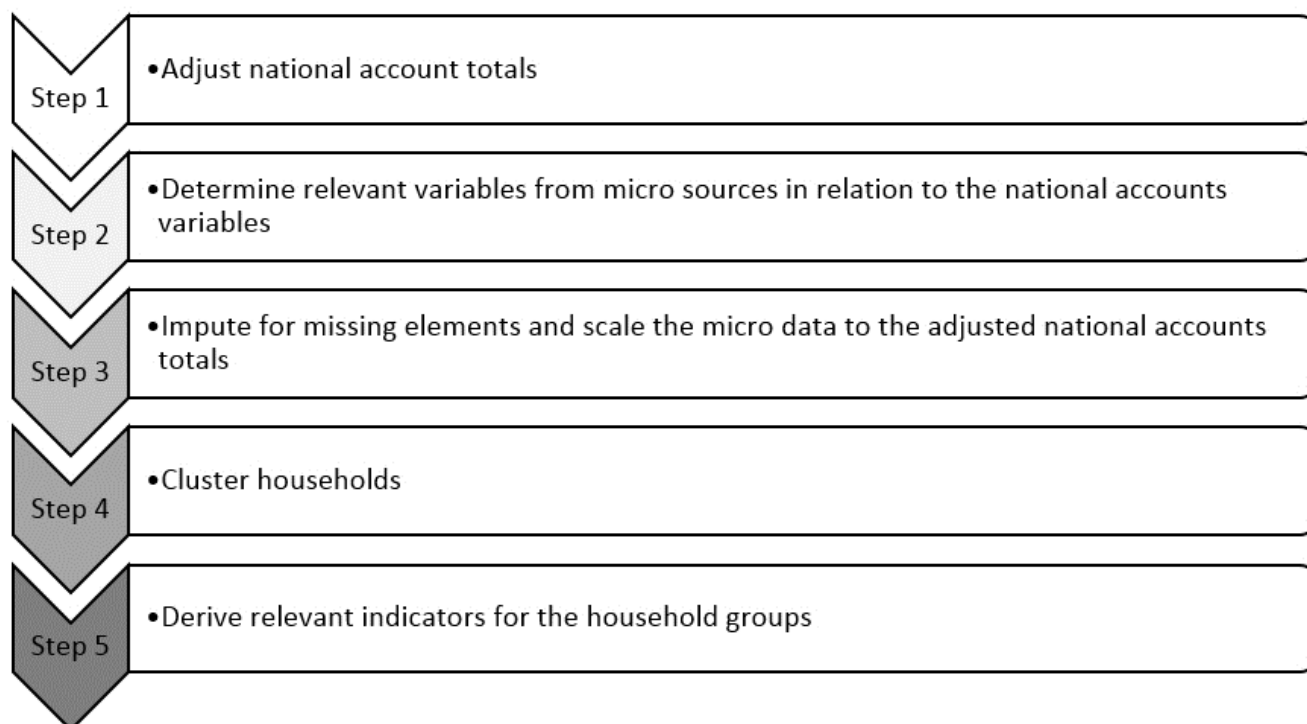 Step 1
•Adjust national account totals
Step 2
•Determine relevant variables from micro sources in relation to the national accounts
variables
Step 3
•Impute for missing elements and scale the micro data to the adjusted national accounts
totals
Step 4
•Cluster households
Step 5
•Derive relevant indicators for the household groups